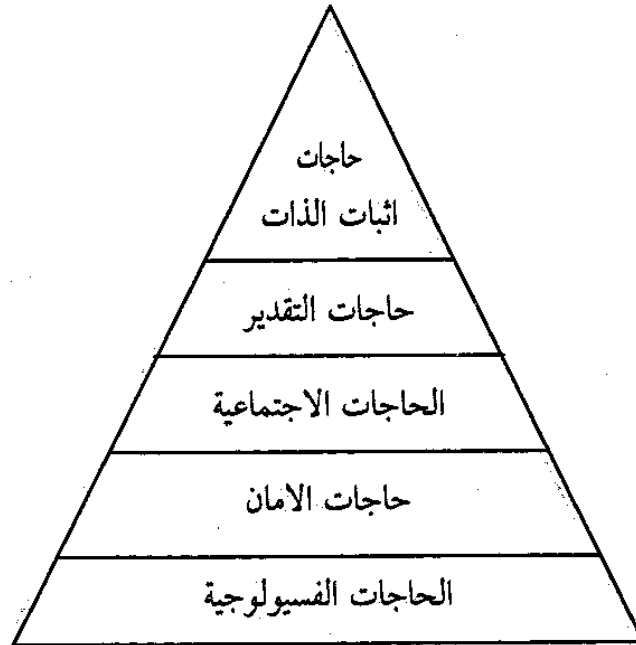 حاجات
اثبات الذات
حاجات التقدير
الحاجات الاجتماعية
حاجات الامان
الحاجات الفسيولوجية